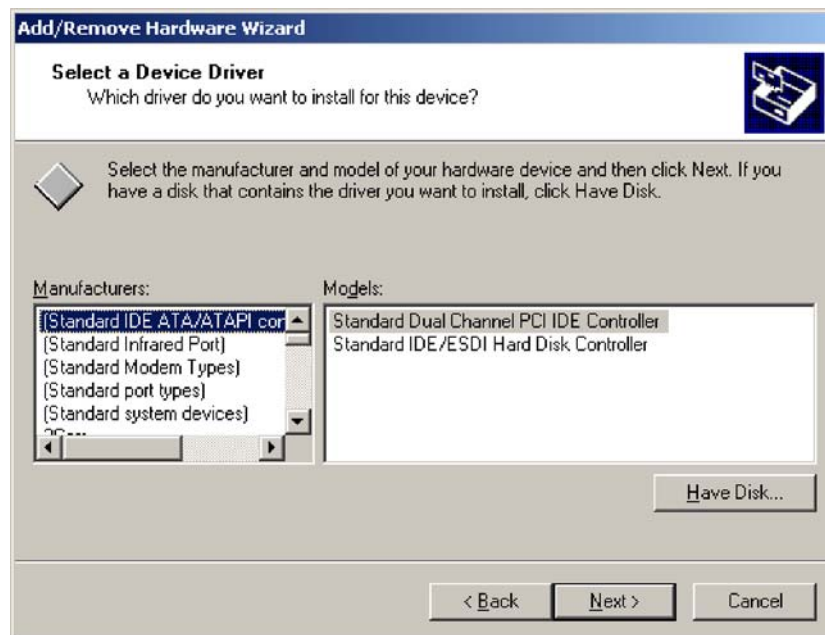 Add/Remove Hardware Wizard
Select a Device Driver
Which driver do you want to install for this device?
Select the manufacturer and model of your hardware device and then click Next. If you
have a disk that contains the driver you want to install, click Have Disk.
Manufacturers:
(Standard IDE ATA/ATAPI con
(Standard Infrared Port)
(Standard Modem Types)
(Standard port types)
(Standard system devices)
Models:
Standard Dual Channel PCI IDE Controller
Standard IDE/ESDI Hard Disk Controller
Have Disk...
< Back
Next >
Cancel